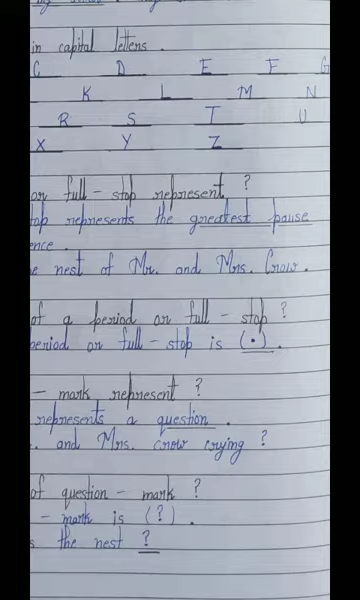 in capital letters.
C D E F G
K L M N
R S T U
X Y Z
or full-stop represent ?
top represents the greatest pause
ence.
e nest of Mr. and Mrs. Crow.
of a period or full-stop ?
period or full-stop is (.).
- mark represent ?
represents a question.
. and Mrs. crow crying ?
of question-mark ?
- mark is (?).
s the nest ?